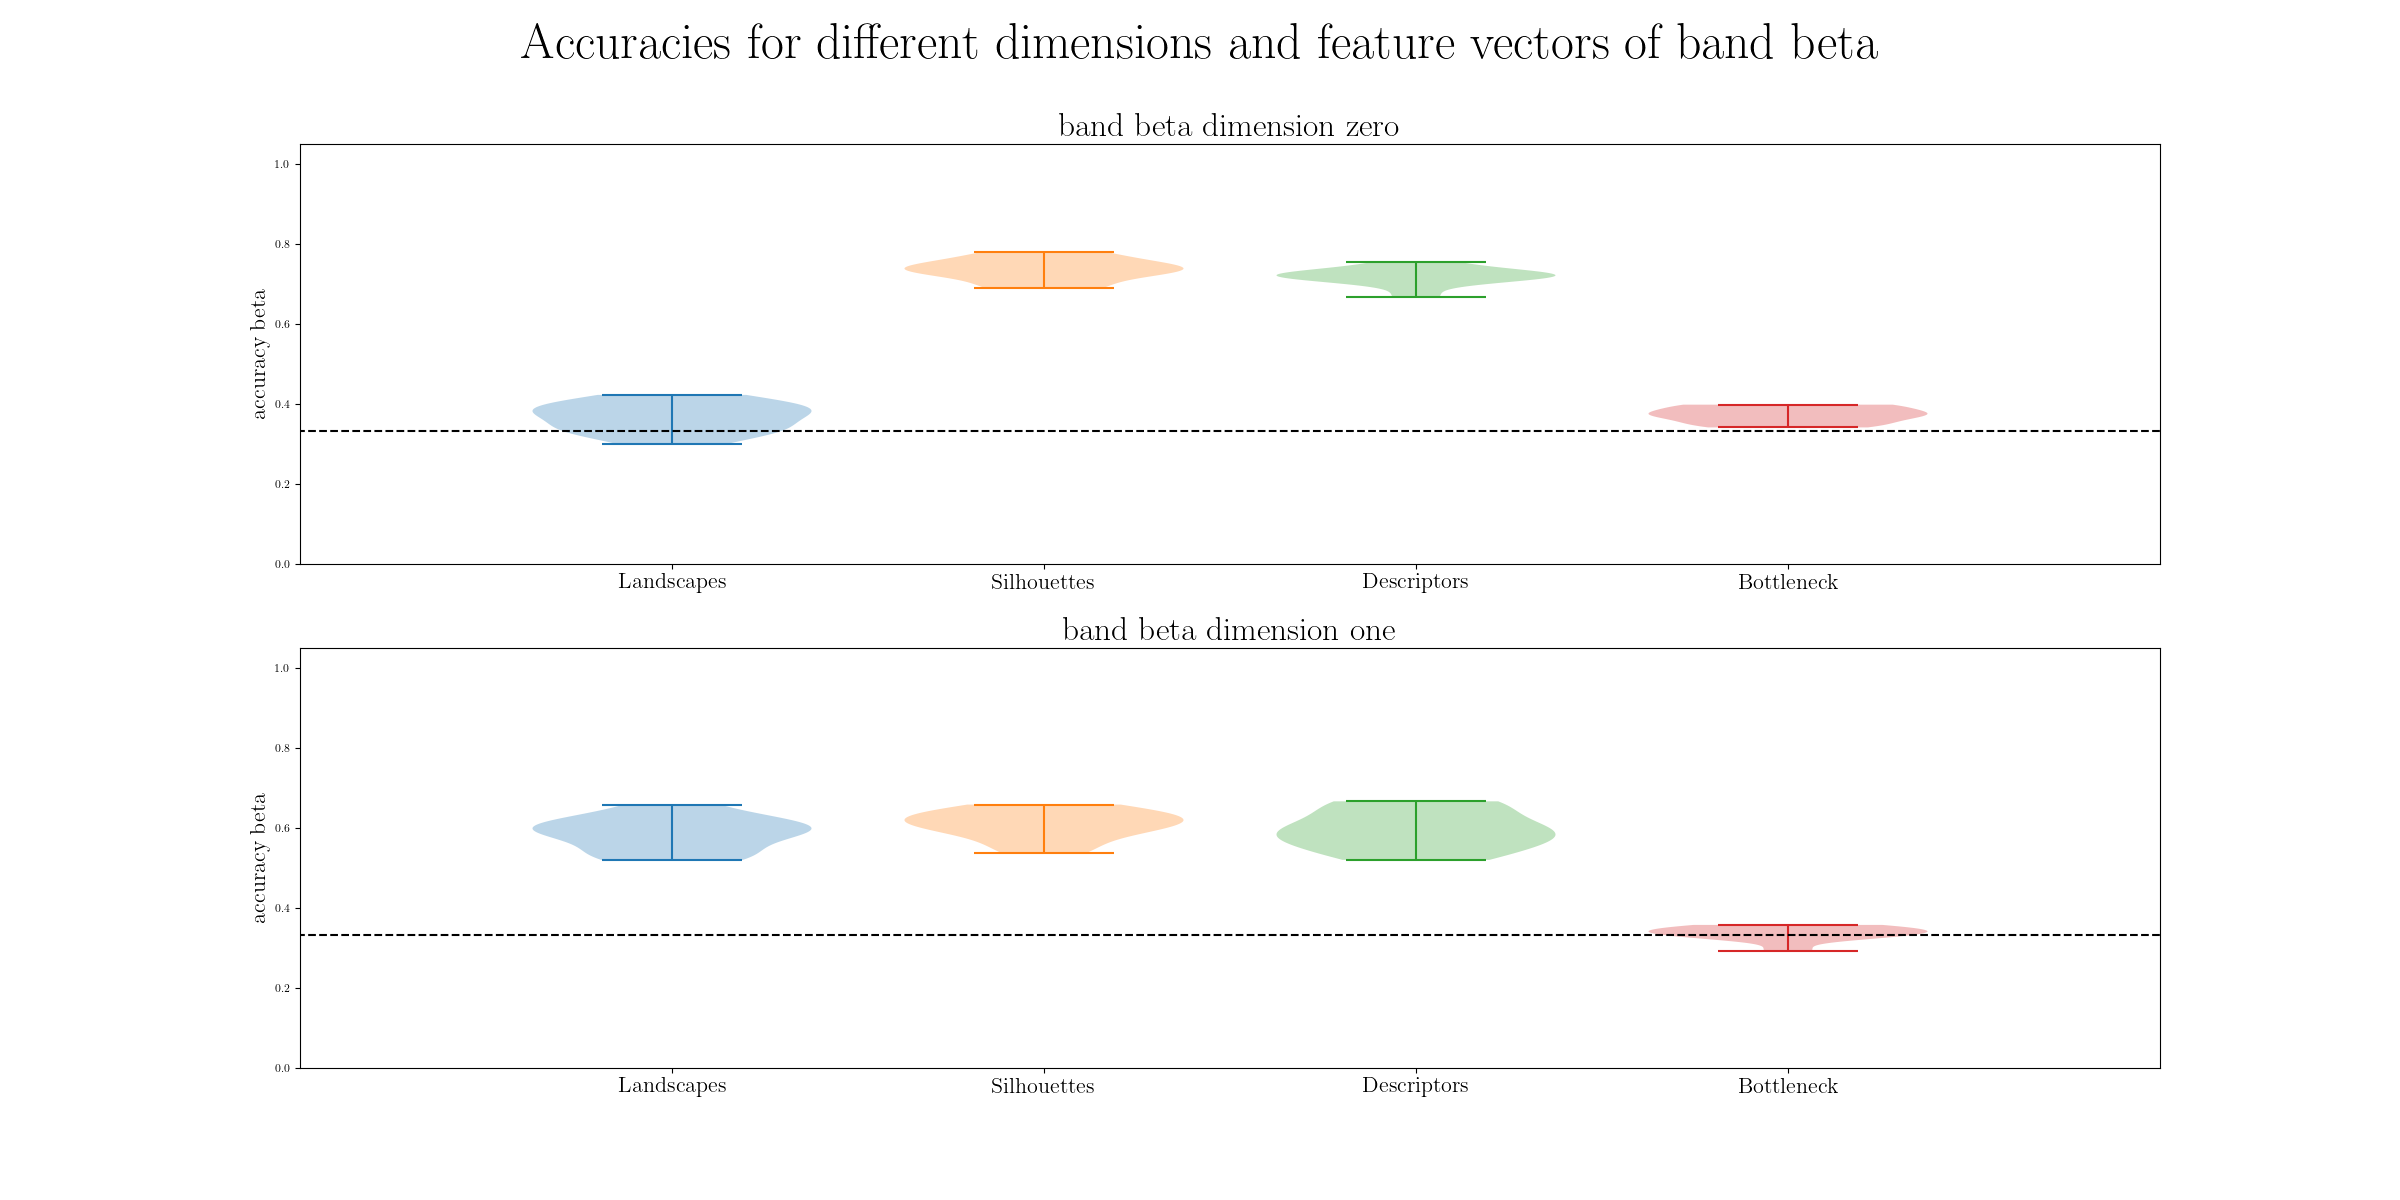 Accuracies for different dimensions and feature vectors of band beta
band beta dimension zero
accuracy beta
1.0
0.8
0.6
0.4
0.2
0.0
Landscapes Silhouettes Descriptors Bottleneck
band beta dimension one
accuracy beta
1.0
0.8
0.6
0.4
0.2
0.0
Landscapes Silhouettes Descriptors Bottleneck